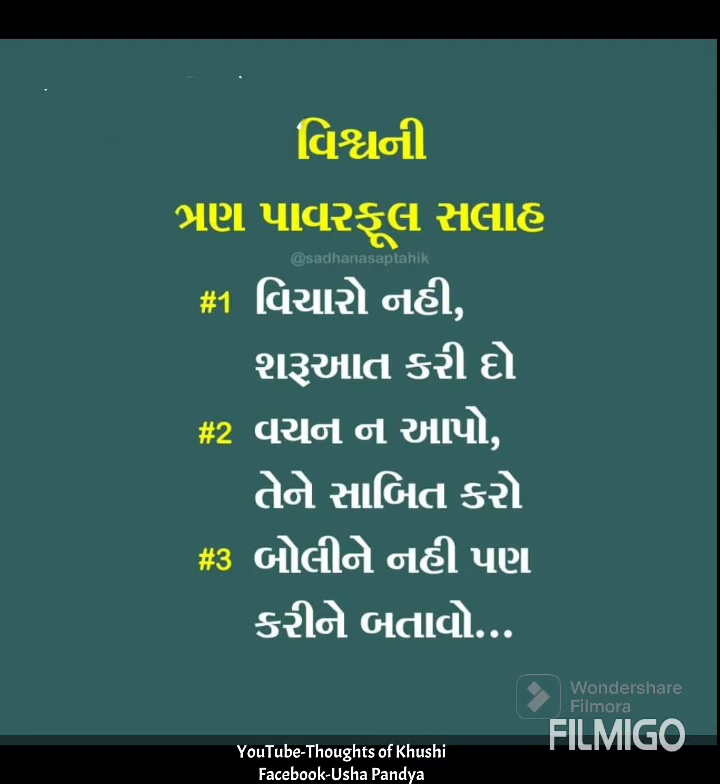 વિશ્વની
ત્રણ પાવરફૂલ સલાહ
@sadhanasaptahik
#1 વિચારો નહી,
શરૂઆત કરી દો
#2 વચન ન આપો,
તેને સાબિત કરો
#3 બોલીને નહી પણ
કરીને બતાવો...
Wondershare
Filmora
FILMIGO
YouTube-Thoughts of Khushi
Facebook-Usha Pandya